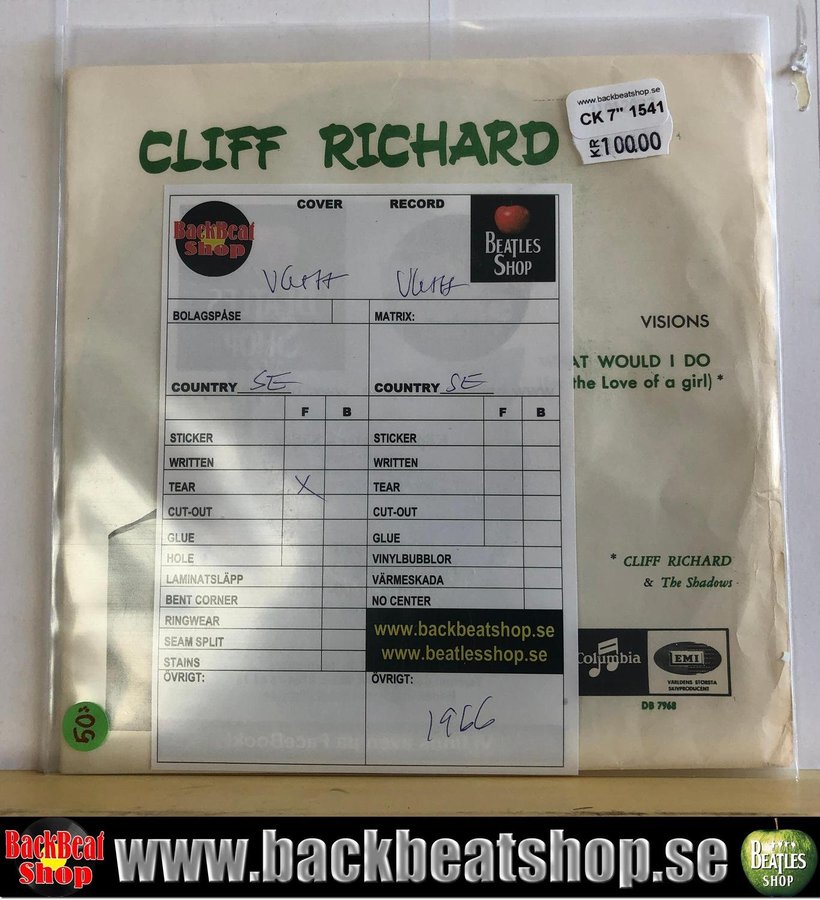 www.backbeatshop.se
CK 7" 1541
KR 100.00
CLIFF RICHARD
COVER RECORD
BackBeat
Shop
BEATLES
SHOP
VG++ VG++
BOLAGSPÅSE MATRIX:
VISIONS
AT WOULD I DO
the Love of a girl) *
COUNTRY SE COUNTRY SE
F B F B
STICKER STICKER
WRITTEN WRITTEN
TEAR X TEAR
CUT-OUT CUT-OUT
GLUE GLUE
HOLE VINYLBUBBLOR
LAMINATSLÄPP VÄRMESKADA
BENT CORNER NO CENTER
RINGWEAR
SEAM SPLIT
STAINS
www.backbeatshop.se
www.beatlesshop.se
ÖVRIGT: ÖVRIGT:
1966
* CLIFF RICHARD
& The Shadows
Columbia
EMI
VÄRLDENS STÖRSTA
SKIVPRODUCENT
DB 7968
50s
BackBeat
Shop
www.backbeatshop.se
BEATLES
SHOP